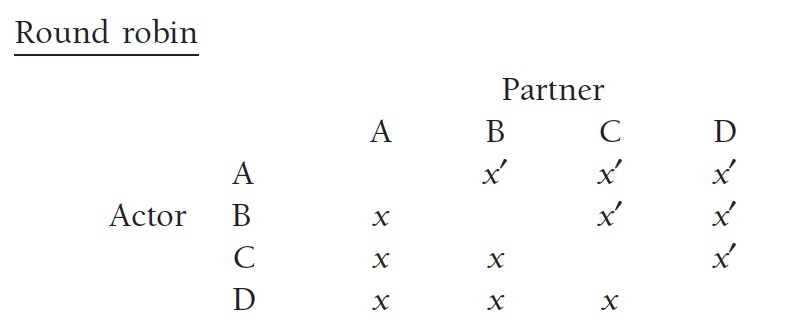 Round robin
Partner
A B C D
A x′ x′ x′
Actor B x x′ x′
C x x x′
D x x x